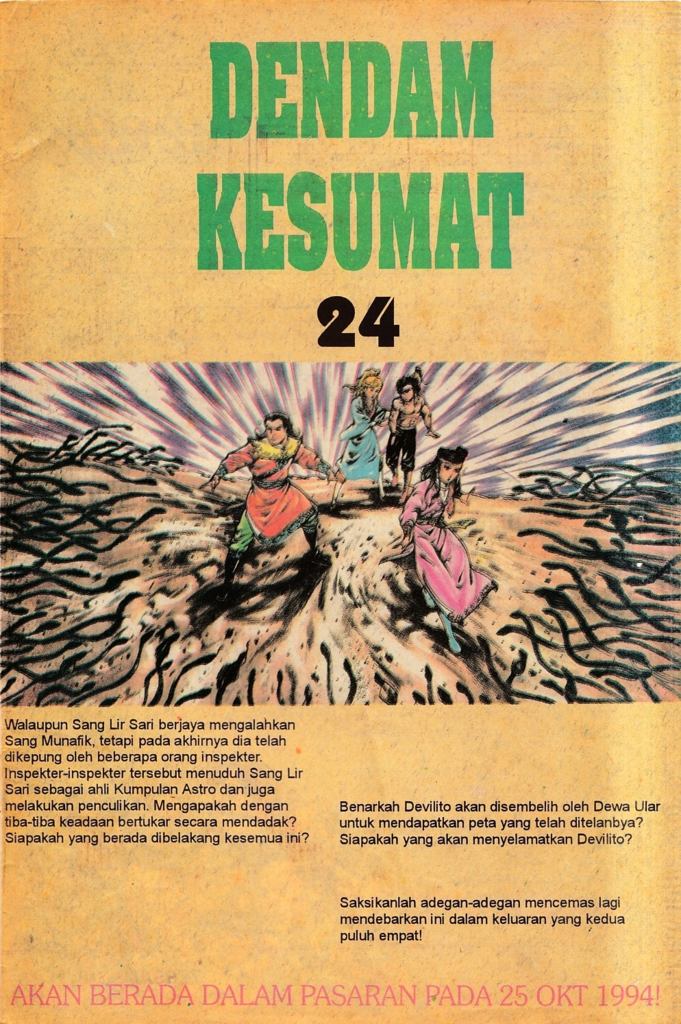 DENDAM
KESUMAT
24
Walaupun Sang Lir Sari berjaya mengalahkan
Sang Munafik, tetapi pada akhirnya dia telah
dikepung oleh beberapa orang inspekter.
Inspekter-inspekter tersebut menuduh Sang Lir
Sari sebagai ahli Kumpulan Astro dan juga
melakukan penculikan. Mengapakah dengan
tiba-tiba keadaan bertukar secara mendadak?
Siapakah yang berada dibelakang kesemua ini?
Benarkah Devilito akan disembelih oleh Dewa Ular
untuk mendapatkan peta yang telah ditelanbya?
Siapakah yang akan menyelamatkan Devilito?
Saksikanlah adegan-adegan mencemas lagi
mendebarkan ini dalam keluaran yang kedua
puluh empat!
AKAN BERADA DALAM PASARAN PADA 25 OKT 1994!